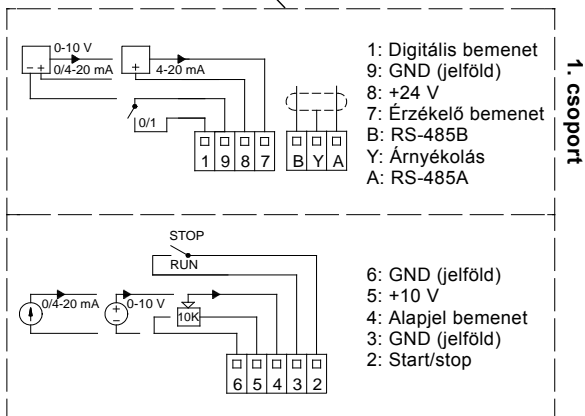 0-10 V
0/4-20 mA
4-20 mA
0/1
1 9 8 7
B Y A
1: Digitális bemenet
9: GND (jelföld)
8: +24 V
7: Érzékelő bemenet
B: RS-485B
Y: Árnyékolás
A: RS-485A
1. csoport
STOP
RUN
0/4-20 mA
0-10 V
10K
6 5 4 3 2
6: GND (jelföld)
5: +10 V
4: Alapjel bemenet
3: GND (jelföld)
2: Start/stop